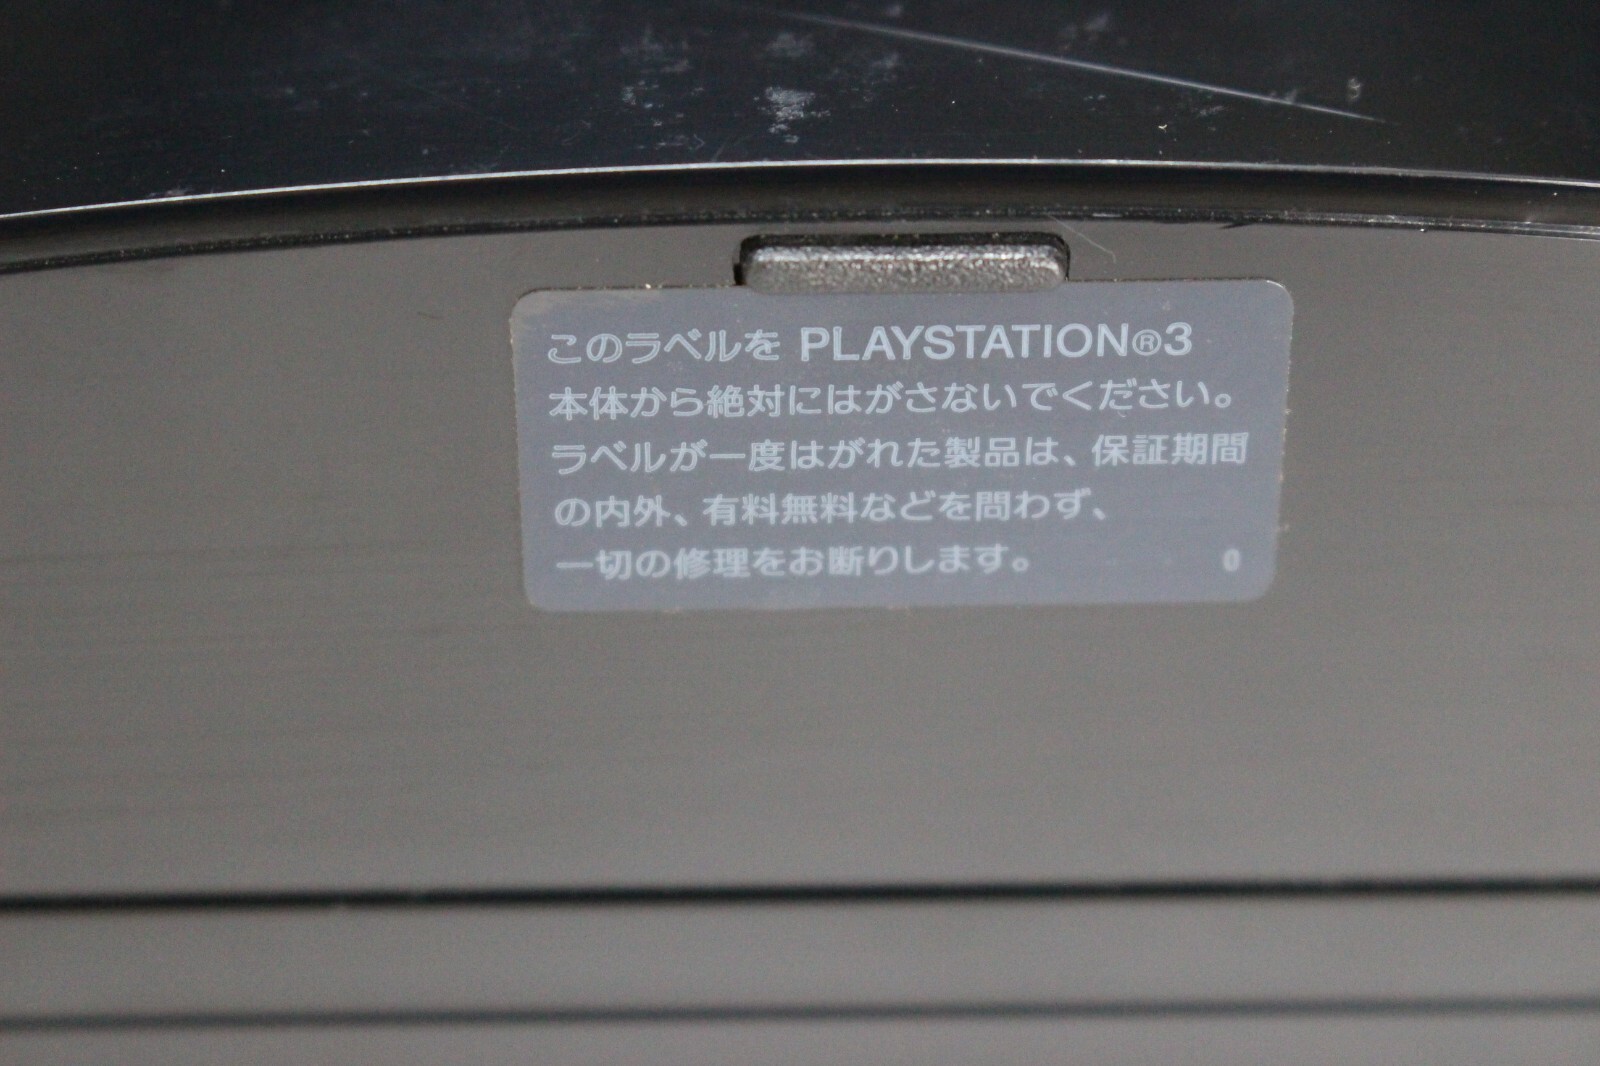 このラベルを PLAYSTATION®3
本体から絶対にはがさないでください。
ラベルが一度はがれた製品は、保証期間
の内外、有料無料などを問わず、
一切の修理をお断りします。 0